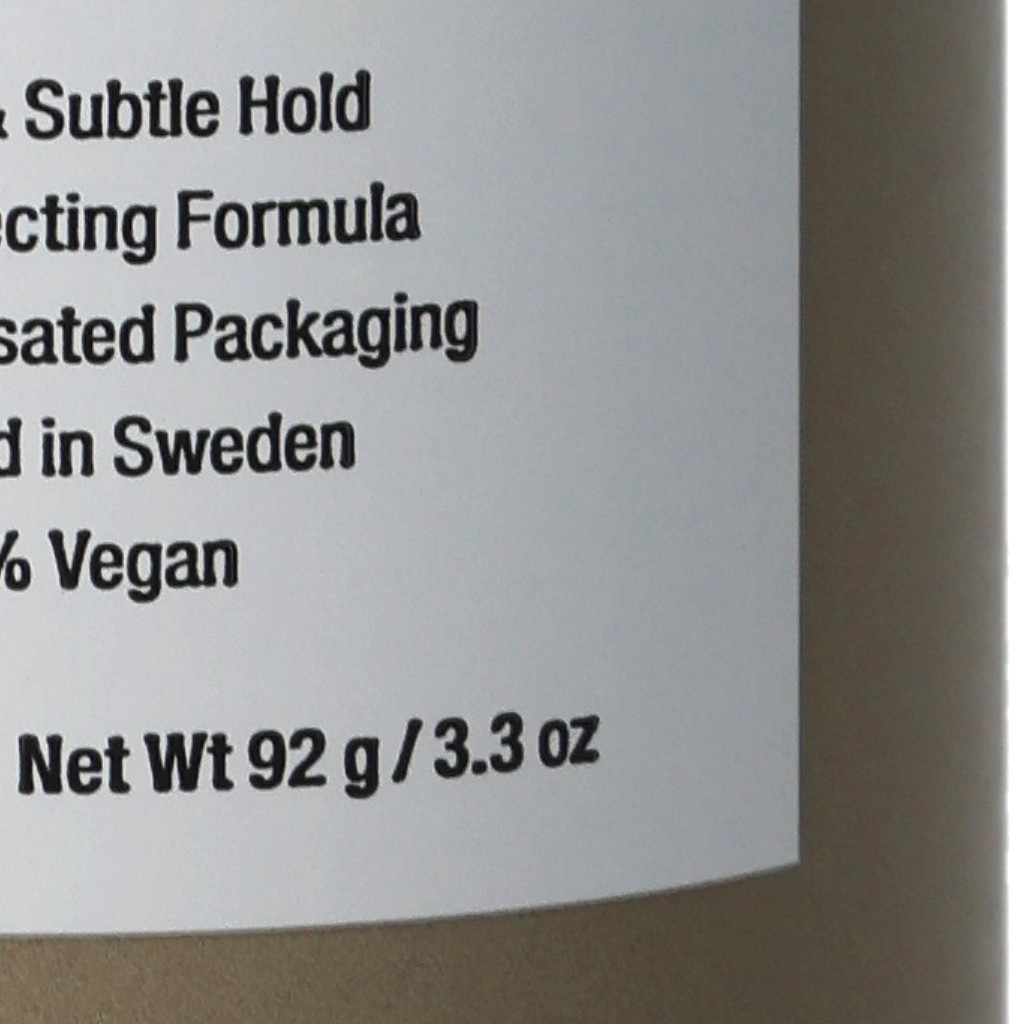 & Subtle Hold
ecting Formula
sated Packaging
d in Sweden
% Vegan
Net Wt 92 g / 3.3 oz